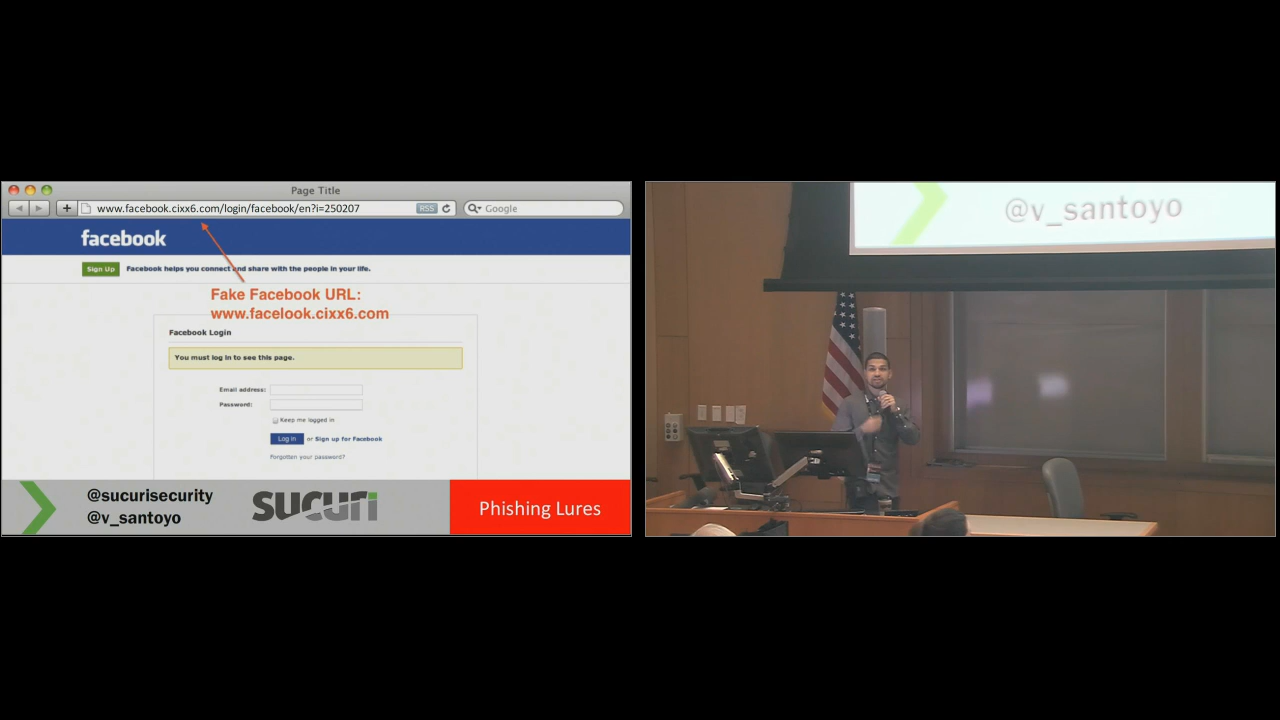 Page Title
www.facebook.cixx6.com/login/facebook/en?i=250207
RSS
Google
facebook
Sign Up Facebook helps you connect and share with the people in your life.
Fake Facebook URL:
www.facelook.cixx6.com
Facebook Login
You must log in to see this page.
Email address:
Password:
Keep me logged in
Log in or Sign up for Facebook
Forgotten your password?
@sucurisecurity
@v_santoyo
sucuri
Phishing Lures
@v_santoyo